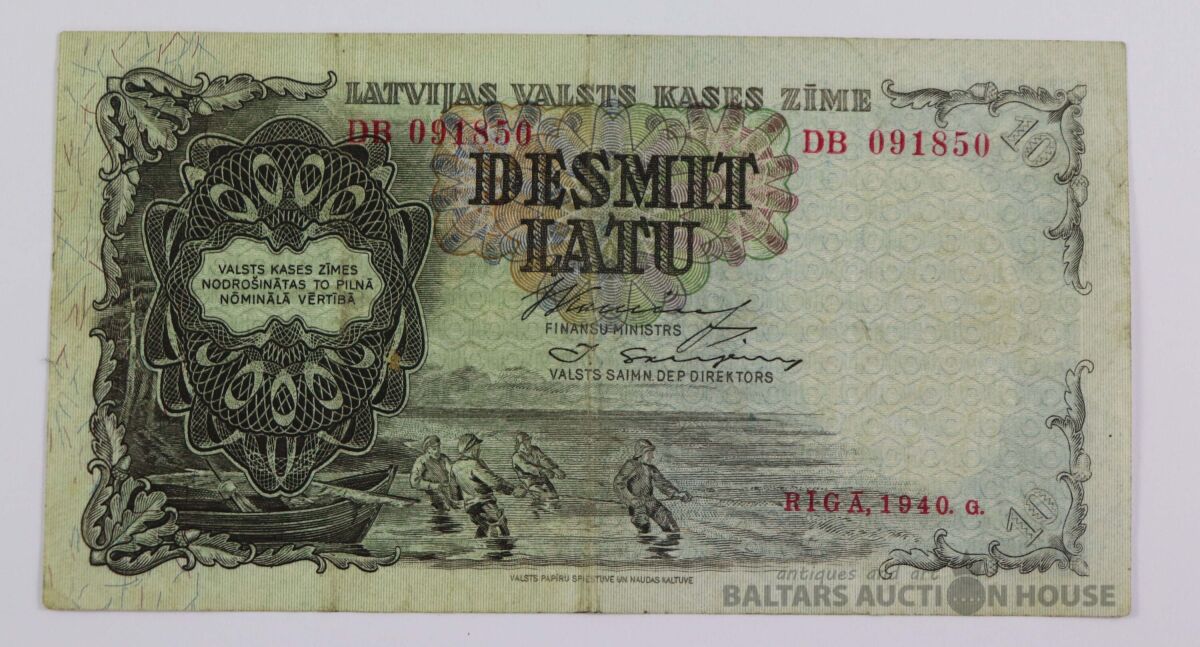 LATVIJAS VALSTS KASES ZĪME
DB 091850
DB 091850
10
DESMIT
LATU
VALSTS KASES ZĪMES
NODROŠINĀTAS TO PILNĀ
NŌMINĀLĀ VĒRTĪBĀ
FINANSU MINISTRS
VALSTS SAIMN. DEP DIREKTORS
RĪGĀ, 1940. G.
10
VALSTS PAPĪRU SPIESTUVE UN NAUDAS KALTUVE
antiques and art
BALTARS AUCTION HOUSE